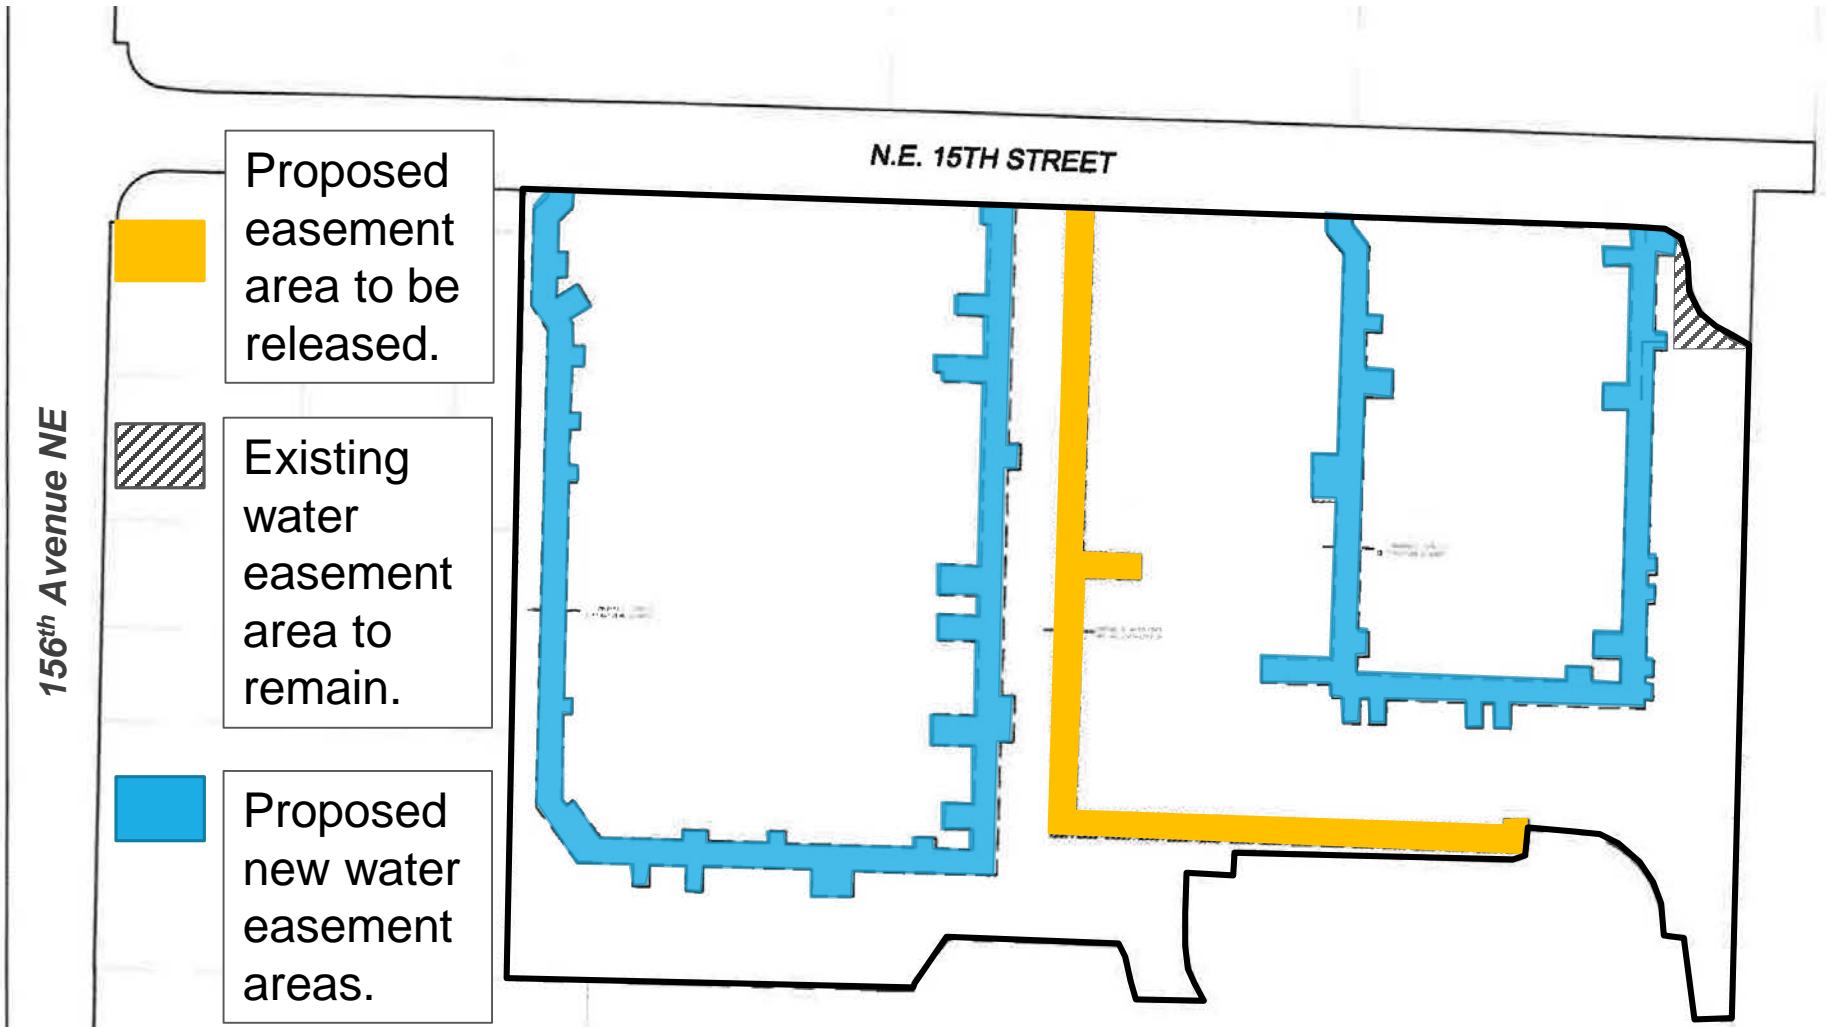 N.E. 15TH STREET
Proposed
easement
area to be
released.
Existing
water
easement
area to
remain.
Proposed
new water
easement
areas.
156th Avenue NE